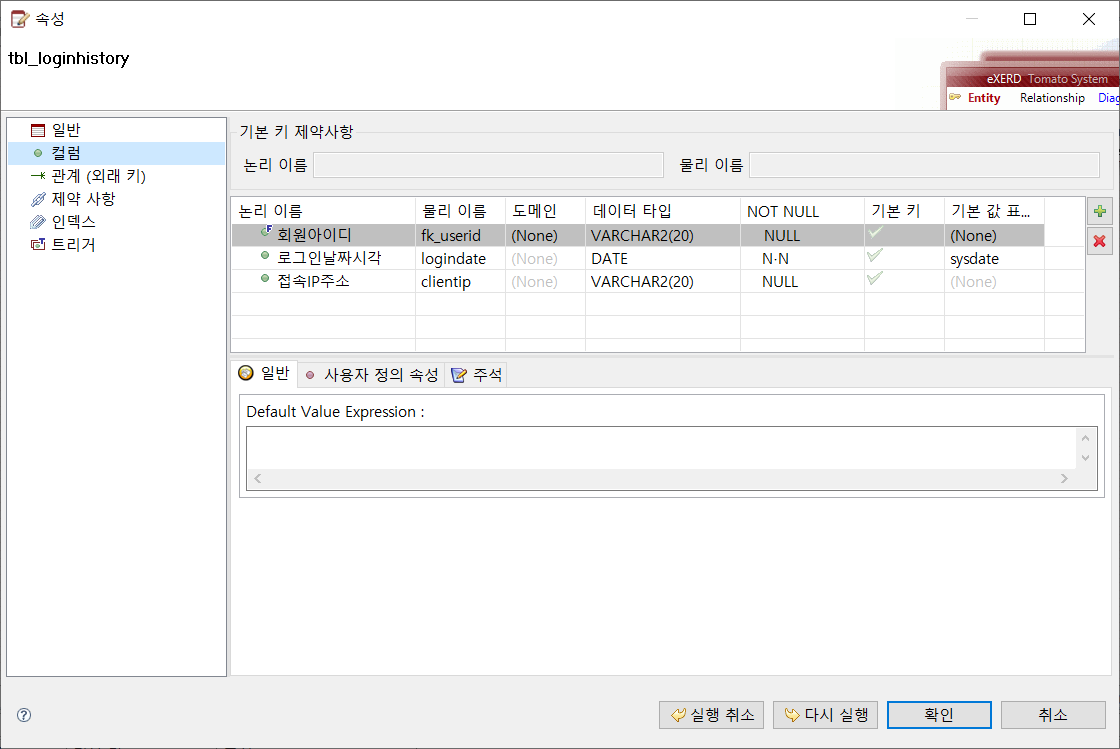 속성
tbl_loginhistory
eXERD Tomato System
Entity Relationship Diag
일반
컬럼
관계 (외래 키)
제약 사항
인덱스
트리거
기본 키 제약사항
논리 이름 물리 이름
논리 이름 물리 이름 도메인 데이터 타입 NOT NULL 기본 키 기본 값 표...
회원아이디 fk_userid (None) VARCHAR2(20) NULL (None)
로그인날짜시각 logindate (None) DATE N·N sysdate
접속IP주소 clientip (None) VARCHAR2(20) NULL (None)
일반 사용자 정의 속성 주석
Default Value Expression :
실행 취소 다시 실행 확인 취소